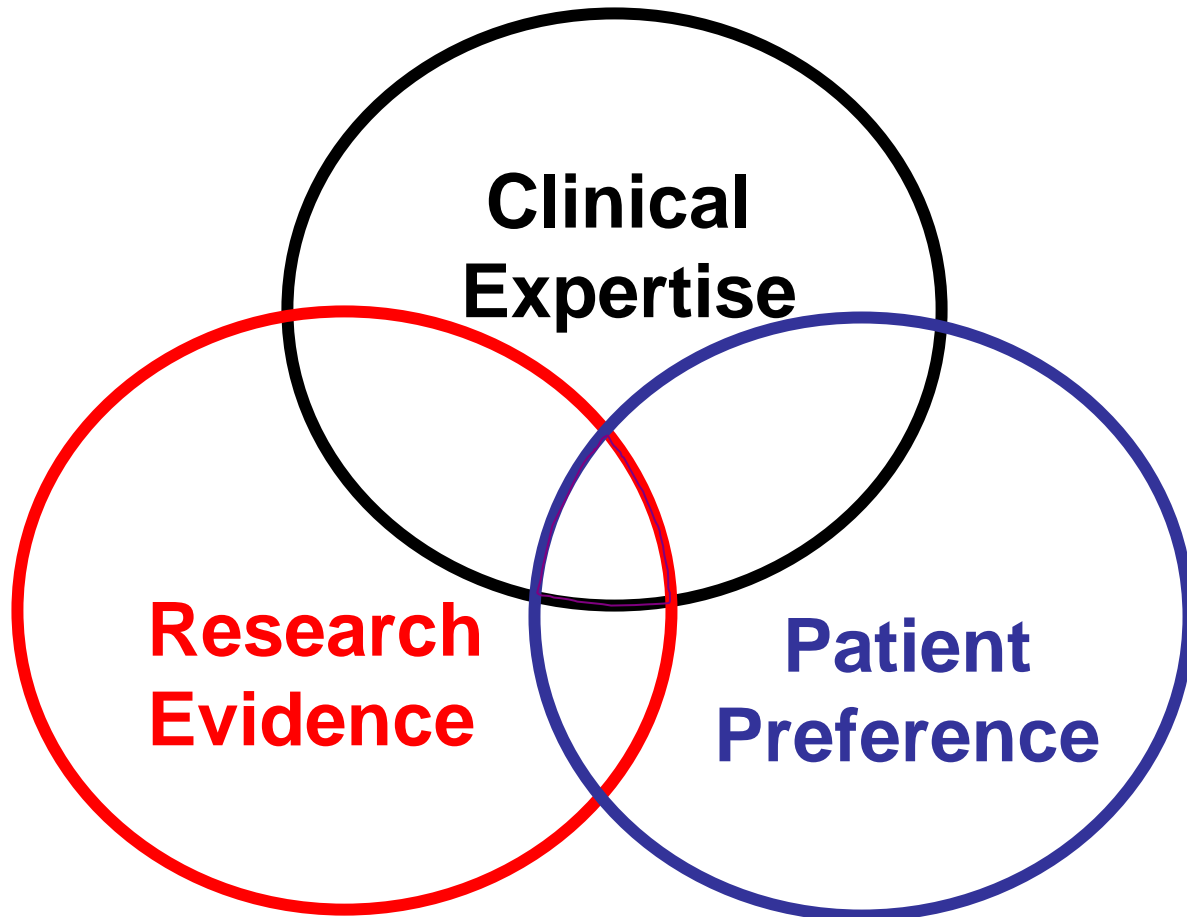 Clinical
Expertise
Research
Evidence
Patient
Preference